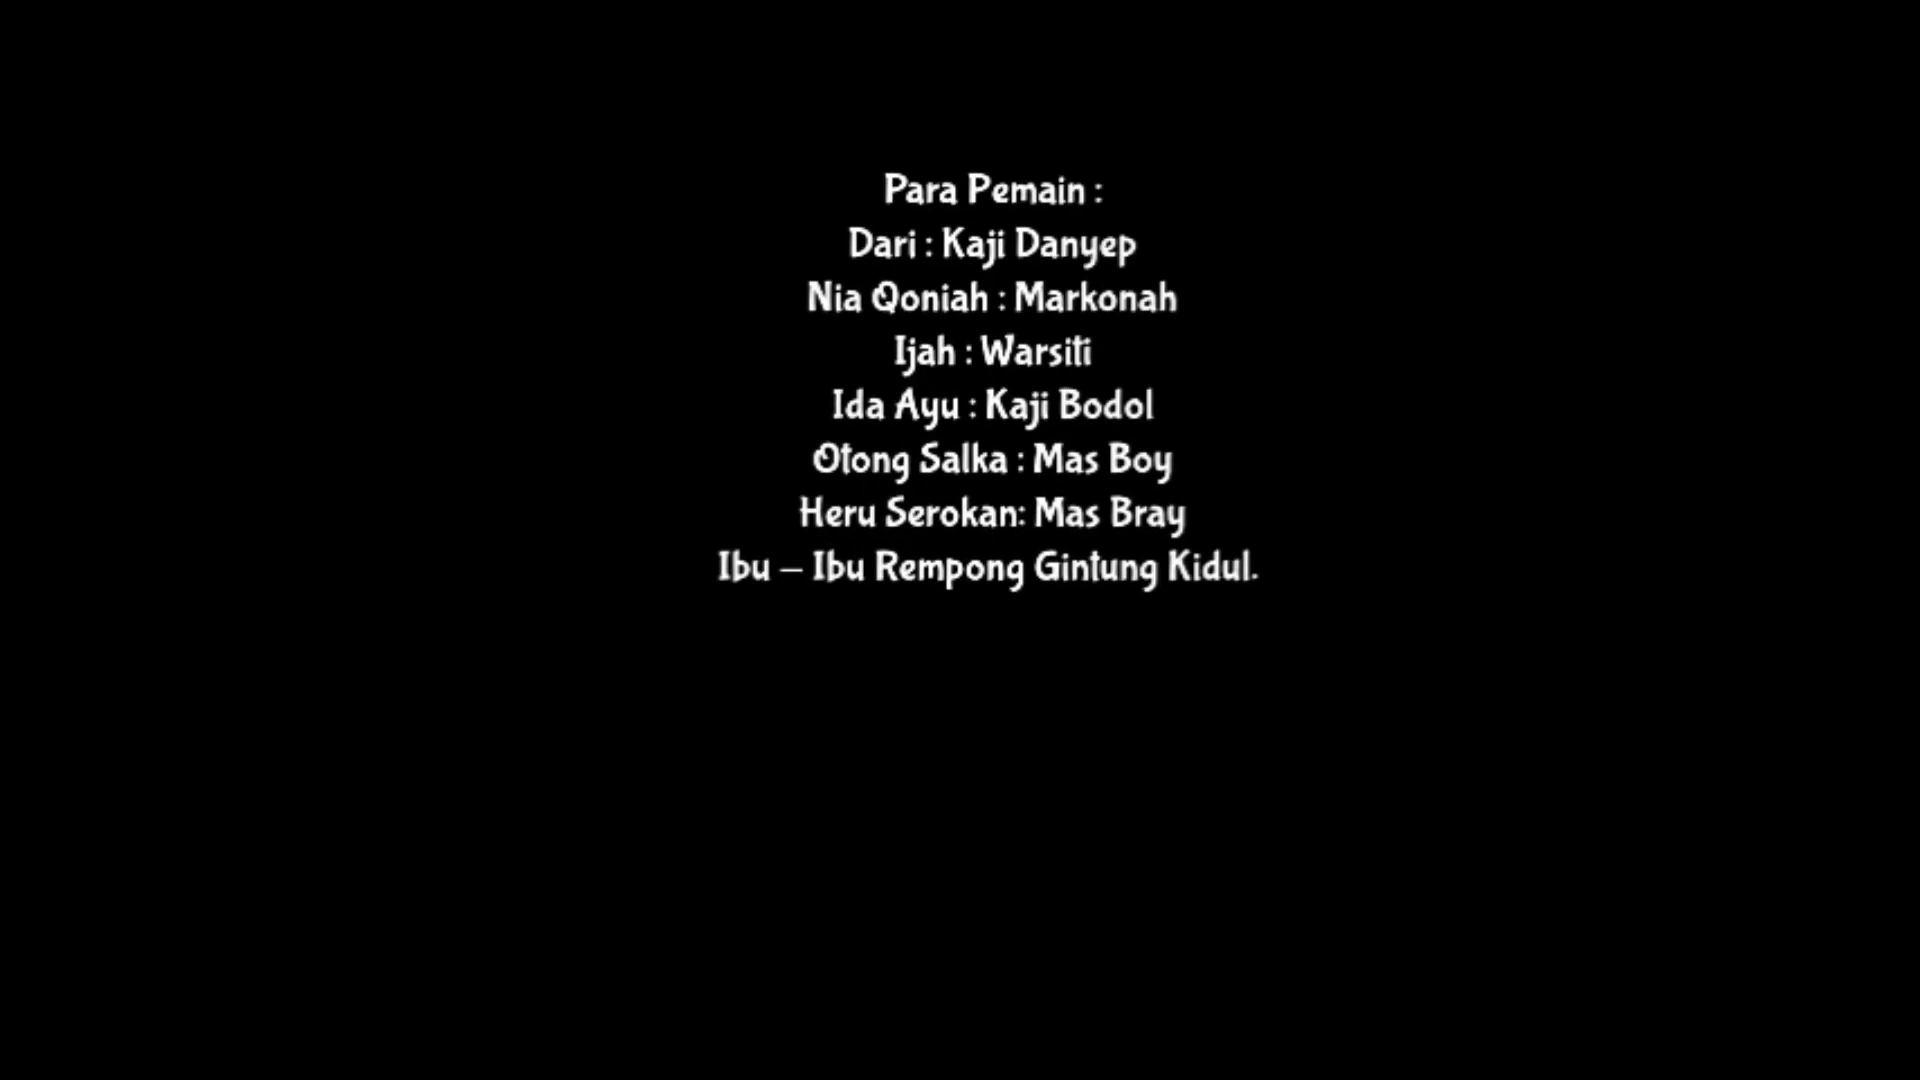 Para Pemain :
Dari : Kaji Danyep
Nia Qoniah : Markonah
Ijah : Warsiti
Ida Ayu : Kaji Bodol
Otong Salka : Mas Boy
Heru Serokan: Mas Bray
Ibu – Ibu Rempong Gintung Kidul.